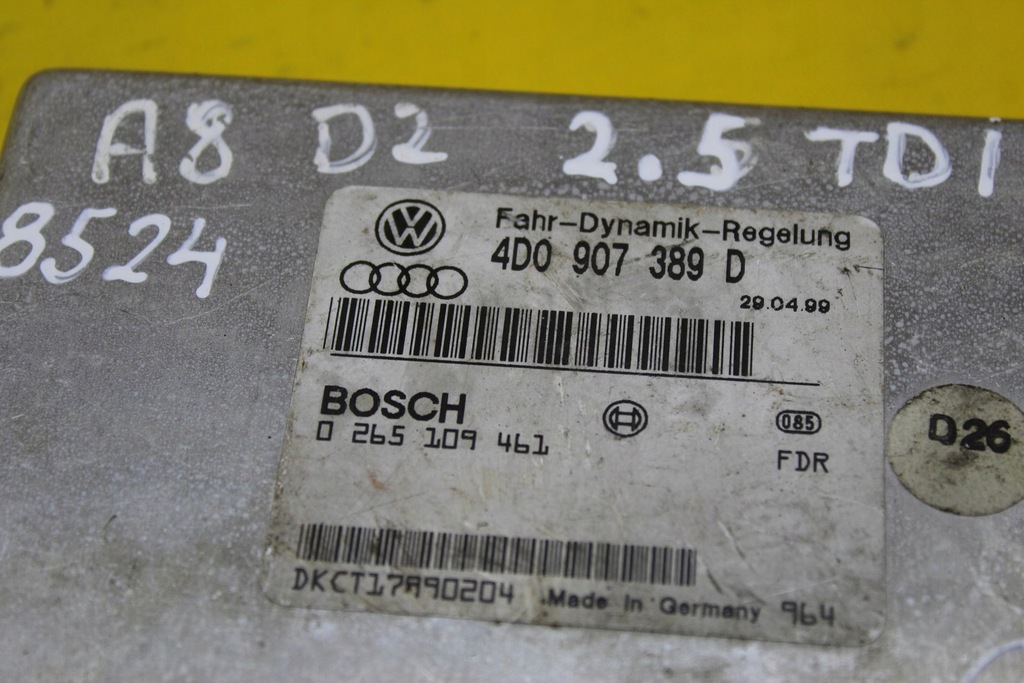 A8 D2 2.5 TDI
8524
Fahr-Dynamik-Regelung
4D0 907 389 D
29.04.99
BOSCH
0 265 109 461
085
FDR
D26
DKCT17890204 Made in Germany 964